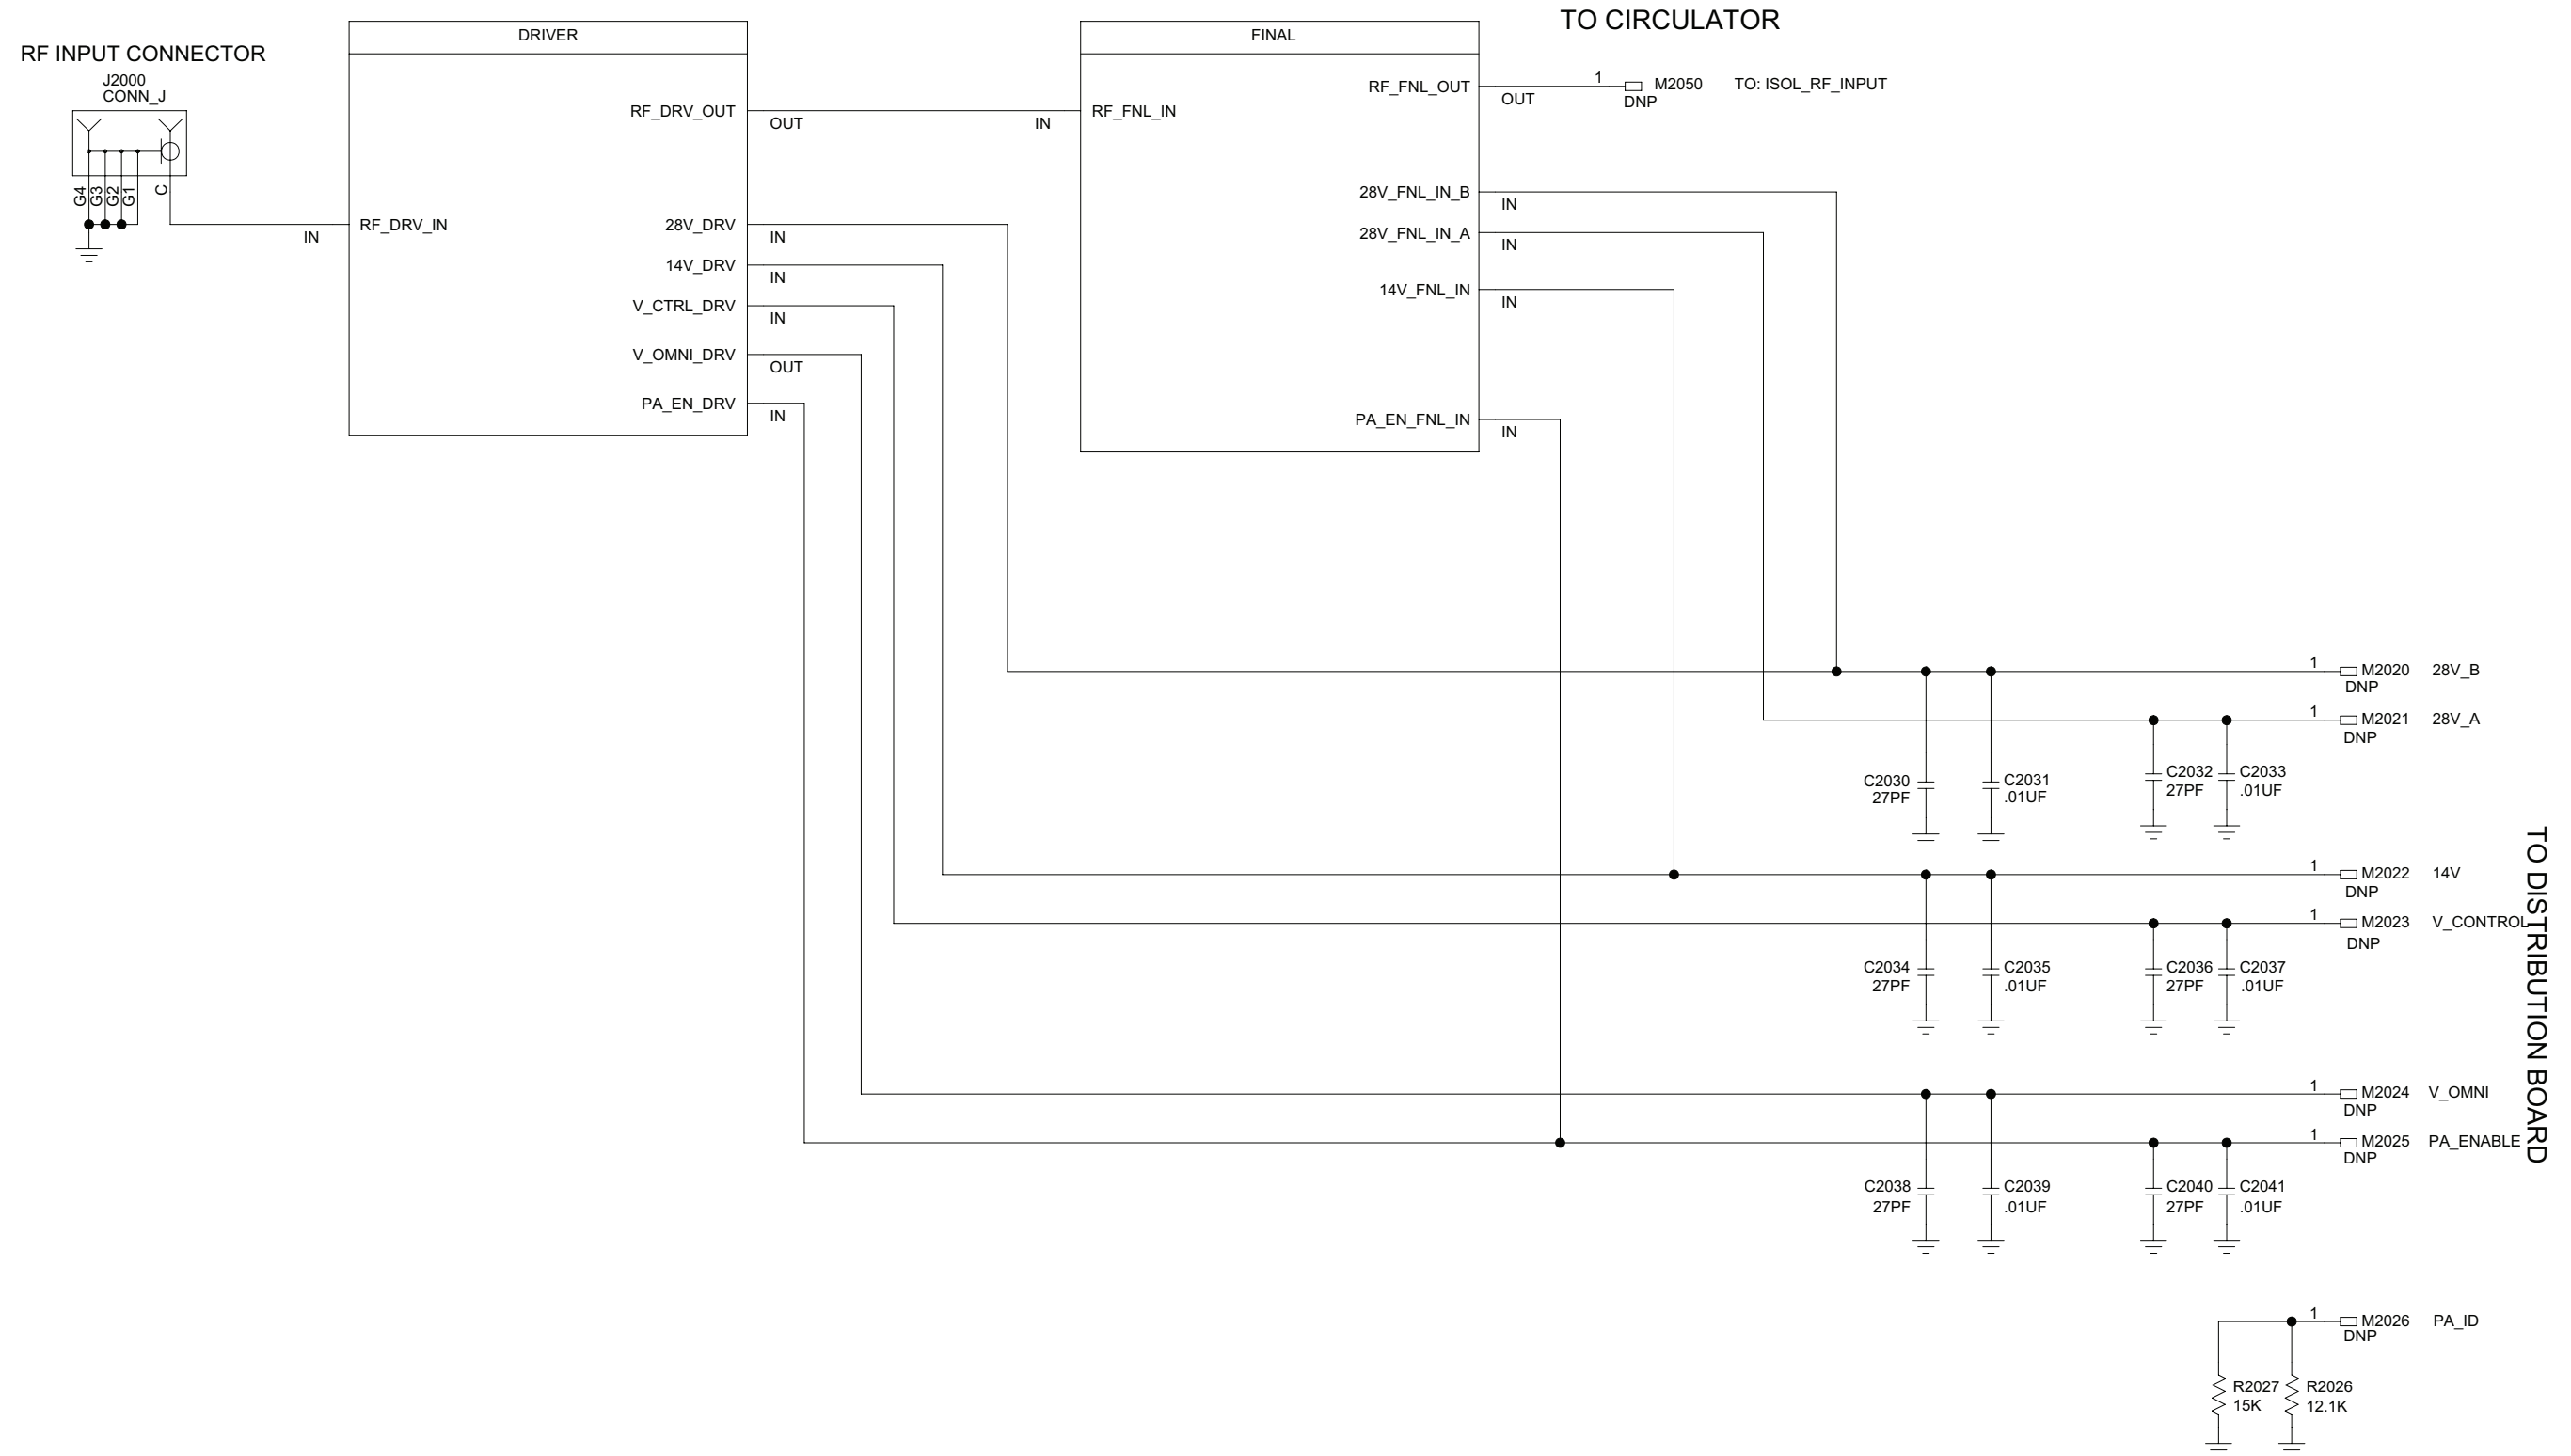 TO CIRCULATOR
RF INPUT CONNECTOR
J2000
CONN_J
G4
G3
G2
G1
C
IN
DRIVER
RF_DRV_IN
RF_DRV_OUT
OUT
28V_DRV
IN
14V_DRV
IN
V_CTRL_DRV
IN
V_OMNI_DRV
OUT
PA_EN_DRV
IN
IN
FINAL
RF_FNL_IN
RF_FNL_OUT
OUT
1
M2050
DNP
TO: ISOL_RF_INPUT
28V_FNL_IN_B
IN
28V_FNL_IN_A
IN
14V_FNL_IN
IN
PA_EN_FNL_IN
IN
1
M2020 28V_B
DNP
1
M2021 28V_A
DNP
C2030
27PF
C2031
.01UF
C2032
27PF
C2033
.01UF
1
M2022 14V
DNP
1
M2023 V_CONTROL
DNP
C2034
27PF
C2035
.01UF
C2036
27PF
C2037
.01UF
TO DISTRIBUTION BOARD
1
M2024 V_OMNI
DNP
1
M2025 PA_ENABLE
DNP
C2038
27PF
C2039
.01UF
C2040
27PF
C2041
.01UF
1
M2026 PA_ID
DNP
R2027
15K
R2026
12.1K